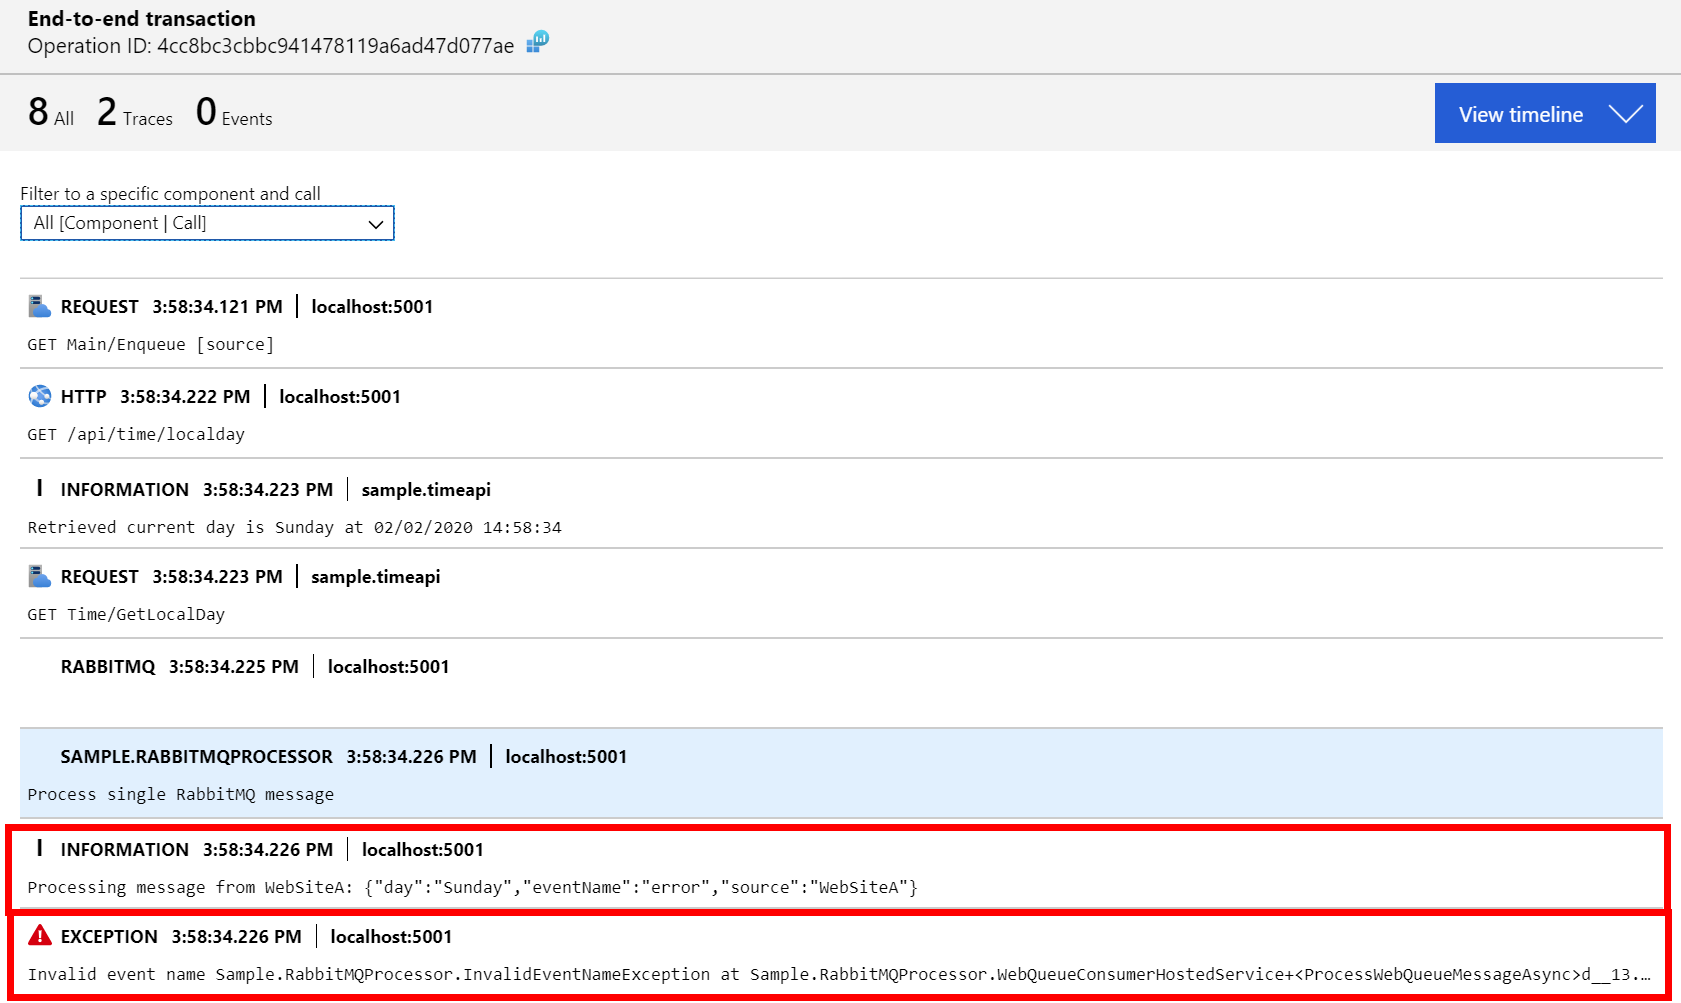 End-to-end transaction
Operation ID: 4cc8bc3cbbc941478119a6ad47d077ae
8 All 2 Traces 0 Events
View timeline
Filter to a specific component and call
All [Component | Call]
REQUEST 3:58:34.121 PM | localhost:5001
GET Main/Enqueue [source]
HTTP 3:58:34.222 PM | localhost:5001
GET /api/time/localday
I INFORMATION 3:58:34.223 PM | sample.timeapi
Retrieved current day is Sunday at 02/02/2020 14:58:34
REQUEST 3:58:34.223 PM | sample.timeapi
GET Time/GetLocalDay
RABBITMQ 3:58:34.225 PM | localhost:5001
SAMPLE.RABBITMQPROCESSOR 3:58:34.226 PM | localhost:5001
Process single RabbitMQ message
I INFORMATION 3:58:34.226 PM | localhost:5001
Processing message from WebSiteA: {"day":"Sunday","eventName":"error","source":"WebSiteA"}
EXCEPTION 3:58:34.226 PM | localhost:5001
Invalid event name Sample.RabbitMQProcessor.InvalidEventNameException at Sample.RabbitMQProcessor.WebQueueConsumerHostedService+<ProcessWebQueueMessageAsync>d__13.…